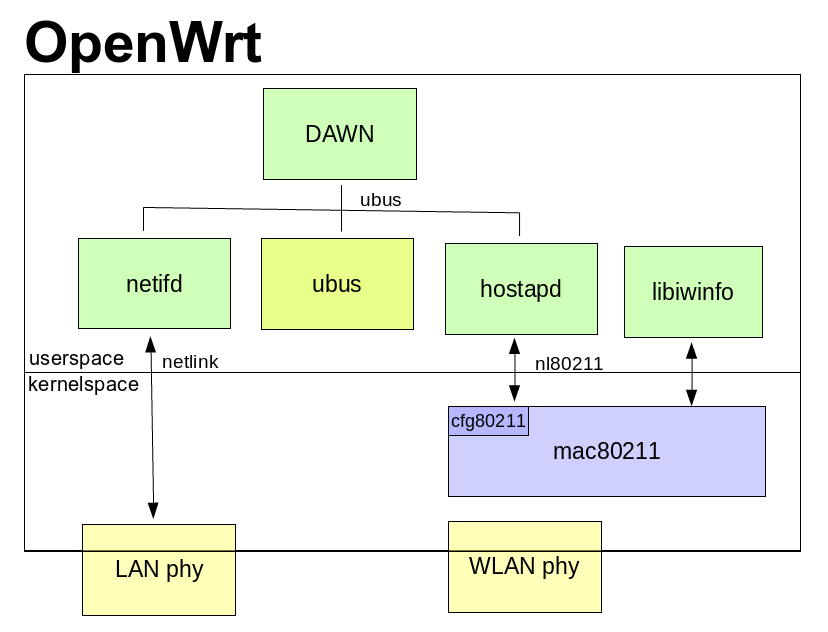 OpenWrt
DAWN
ubus
netifd
ubus
hostapd
libiwinfo
userspace
netlink
nl80211
kernelspace
cfg80211
mac80211
LAN phy
WLAN phy